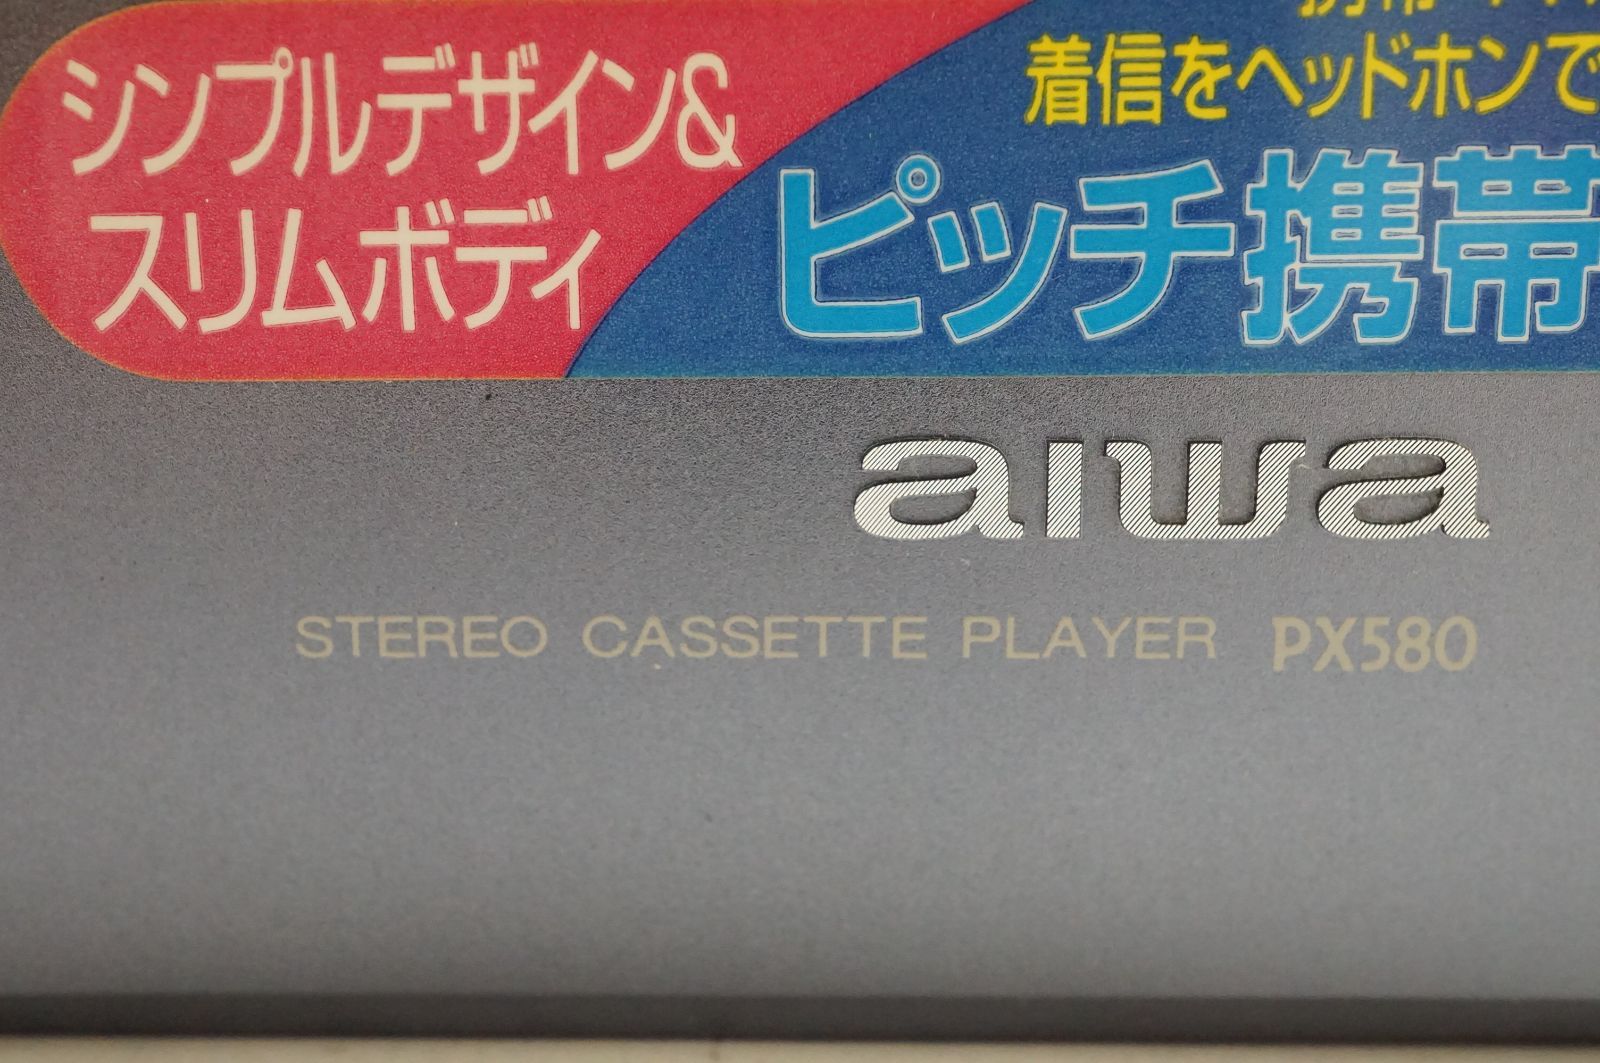 シンプルデザイン&
スリムボディ
着信をヘッドホンで
ピッチ携帯
aiwa
STEREO CASSETTE PLAYER PX580